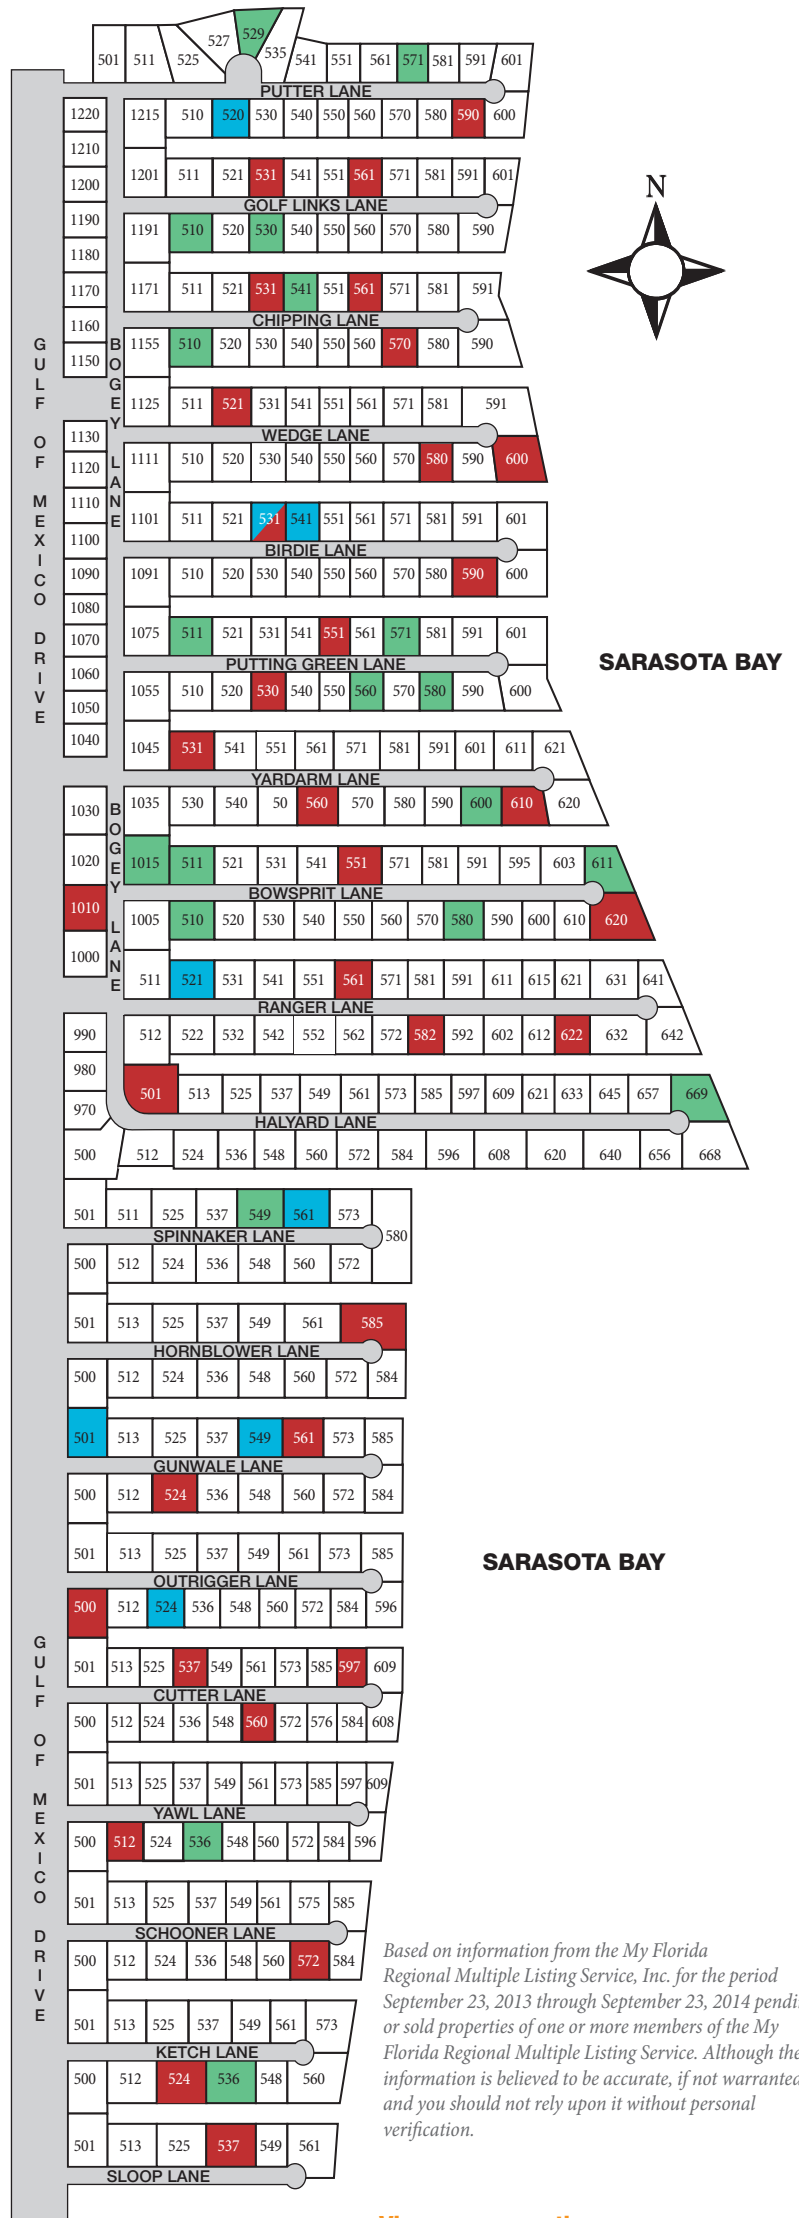 501 511 525 527 529 535 541 551 561 571 581 591 601
PUTTER LANE
1220 1215 510 520 530 540 550 560 570 580 590 600
1210
1200 1201 511 521 531 541 551 561 571 581 591 601
N
GOLF LINKS LANE
1190 1191 510 520 530 540 550 560 570 580 590
1180
1170 1171 511 521 531 541 551 561 571 581 591
CHIPPING LANE
1160
1150 1155 510 520 530 540 550 560 570 580 590
GULF OF MEXICO DRIVE
BOGEY LANE
1125 511 521 531 541 551 561 571 581 591
WEDGE LANE
1130
1120 1111 510 520 530 540 550 560 570 580 590 600
1110
1100 1101 511 521 531 541 551 561 571 581 591 601
BIRDIE LANE
1090 1091 510 520 530 540 550 560 570 580 590 600
1080
1070 1075 511 521 531 541 551 561 571 581 591 601
PUTTING GREEN LANE
SARASOTA BAY
1060
1050 1055 510 520 530 540 550 560 570 580 590 600
1040 1045 531 541 551 561 571 581 591 601 611 621
YARDARM LANE
1030 1035 530 540 50 560 570 580 590 600 610 620
BOGEY LANE
1020 1015 511 521 531 541 551 571 581 591 595 603 611
BOWSPRIT LANE
1010 1005 510 520 530 540 550 560 570 580 590 600 610 620
1000 511 521 531 541 551 561 571 581 591 611 615 621 631 641
RANGER LANE
990 512 522 532 542 552 562 572 582 592 602 612 622 632 642
980
970 501 513 525 537 549 561 573 585 597 609 621 633 645 657 669
HALYARD LANE
500 512 524 536 548 560 572 584 596 608 620 640 656 668
501 511 525 537 549 561 573 580
SPINNAKER LANE
500 512 524 536 548 560 572
501 513 525 537 549 561 585
HORNBLOWER LANE
500 512 524 536 548 560 572 584
501 513 525 537 549 561 573 585
GUNWALE LANE
500 512 524 536 548 560 572 584
501 513 525 537 549 561 573 585
SARASOTA BAY
OUTRIGGER LANE
500 512 524 536 548 560 572 584 596
GULF OF MEXICO DRIVE
501 513 525 537 549 561 573 585 597 609
CUTTER LANE
500 512 524 536 548 560 572 576 584 608
501 513 525 537 549 561 573 585 597 609
YAWL LANE
500 512 524 536 548 560 572 584 596
501 513 525 537 549 561 575 585
SCHOONER LANE
500 512 524 536 548 560 572 584
501 513 525 537 549 561 573
KETCH LANE
500 512 524 536 548 560
501 513 525 537 549 561
SLOOP LANE
Based on information from the My Florida
Regional Multiple Listing Service, Inc. for the period
September 23, 2013 through September 23, 2014 pendi
or sold properties of one or more members of the My
Florida Regional Multiple Listing Service. Although the
information is believed to be accurate, if not warranted
and you should not rely upon it without personal
verification.